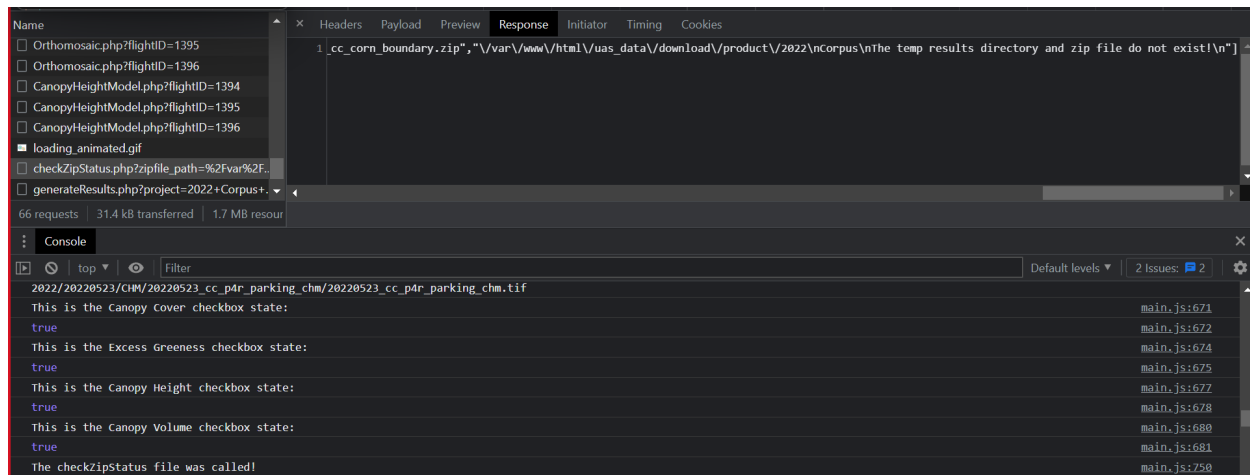 Name
× Headers Payload Preview Response Initiator Timing Cookies
Orthomosaic.php?flightID=1395
Orthomosaic.php?flightID=1396
CanopyHeightModel.php?flightID=1394
CanopyHeightModel.php?flightID=1395
CanopyHeightModel.php?flightID=1396
loading_animated.gif
checkZipStatus.php?zipfile_path=%2Fvar%2F..
generateResults.php?project=2022+Corpus+.
1 _cc_corn_boundary.zip","\/var\/www\/html\/uas_data\/download\/product\/2022\nCorpus\nThe temp results directory and zip file do not exist!\n"]
66 requests 31.4 kB transferred 1.7 MB resour
Console ×
top ▼ Filter Default levels ▼ 2 Issues: 2
2022/20220523/CHM/20220523_cc_p4r_parking_chm/20220523_cc_p4r_parking_chm.tif
This is the Canopy Cover checkbox state: main.js:671
true main.js:672
This is the Excess Greeness checkbox state: main.js:674
true main.js:675
This is the Canopy Height checkbox state: main.js:677
true main.js:678
This is the Canopy Volume checkbox state: main.js:680
true main.js:681
The checkZipStatus file was called! main.js:750